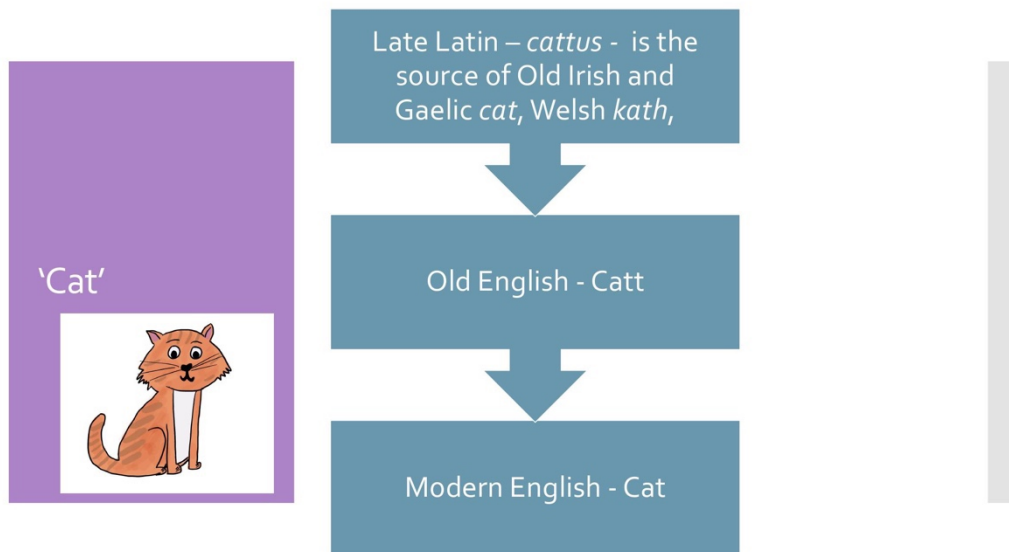 Late Latin – cattus -  is the
source of Old Irish and
Gaelic cat, Welsh kath,
‘Cat’
Old English - Catt
Modern English - Cat